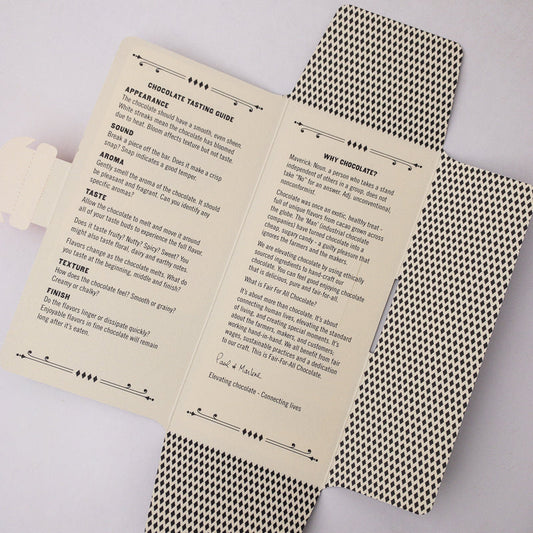 CHOCOLATE TASTING GUIDE
APPEARANCE
The chocolate should have a smooth, even sheen.
White streaks mean the chocolate has bloomed
due to heat. Bloom affects texture but not taste.
SOUND
Break a piece off the bar. Does it make a crisp
snap? Snap indicates a good temper.
AROMA
Gently smell the aroma of the chocolate. It should
be pleasant and fragrant. Can you identify any
specific aromas?
TASTE
Allow the chocolate to melt and move it around
all of your taste buds to experience the full flavor.
Does it taste fruity? Nutty? Spicy? Sweet? You
might also taste floral, dairy and earthy notes.
Flavors change as the chocolate melts. What do
you taste at the beginning, middle and finish?
TEXTURE
How does the chocolate feel? Smooth or grainy?
Creamy or chalky?
FINISH
Do the flavors linger or dissipate quickly?
Enjoyable flavors in fine chocolate will remain
long after it's eaten.
WHY CHOCOLATE?
Maverick: Noun, a person who takes a stand
independent of others in a group, does not
take "No" for an answer. Adj. unconventional,
nonconformist.
Chocolate was once an exotic, healthy treat -
full of unique flavors from cacao grown across
the globe. The 'Man' (industrial chocolate
companies) have formed chocolate into a
cheap, sugary candy - a guilty pleasure that
ignores the farmers and the makers.
We are elevating chocolate by using ethically
sourced ingredients to hand-craft our
chocolate. You can feel good enjoying chocolate
that is delicious, pure and fair-for-all.
What is Fair For All Chocolate?
It's about more than chocolate. It's about
connecting human lives, elevating the standard
of living, and creating special moments. It's
about the farmers, makers, and customers,
working hand-in-hand. We all benefit from fair
wages, sustainable practices and a dedication
to our craft. This is Fair-For-All Chocolate.
Paul & Marlene
Elevating chocolate - Connecting lives